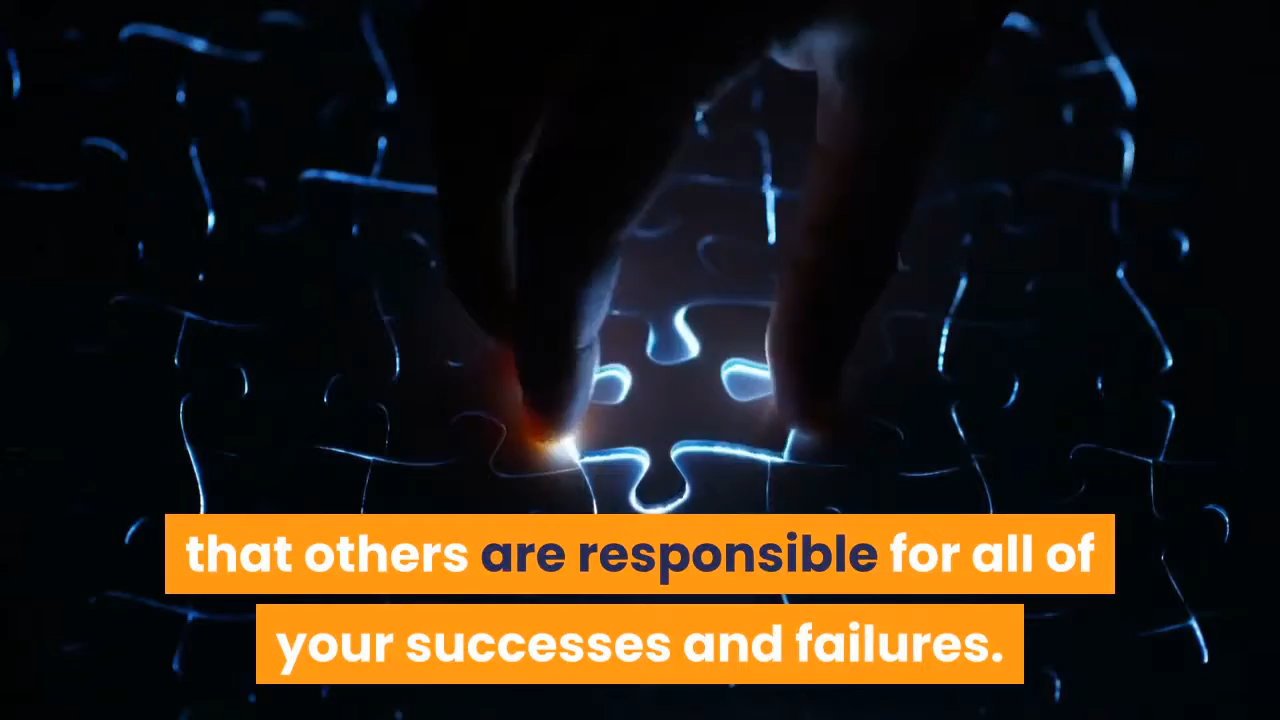 that others are responsible for all of
your successes and failures.